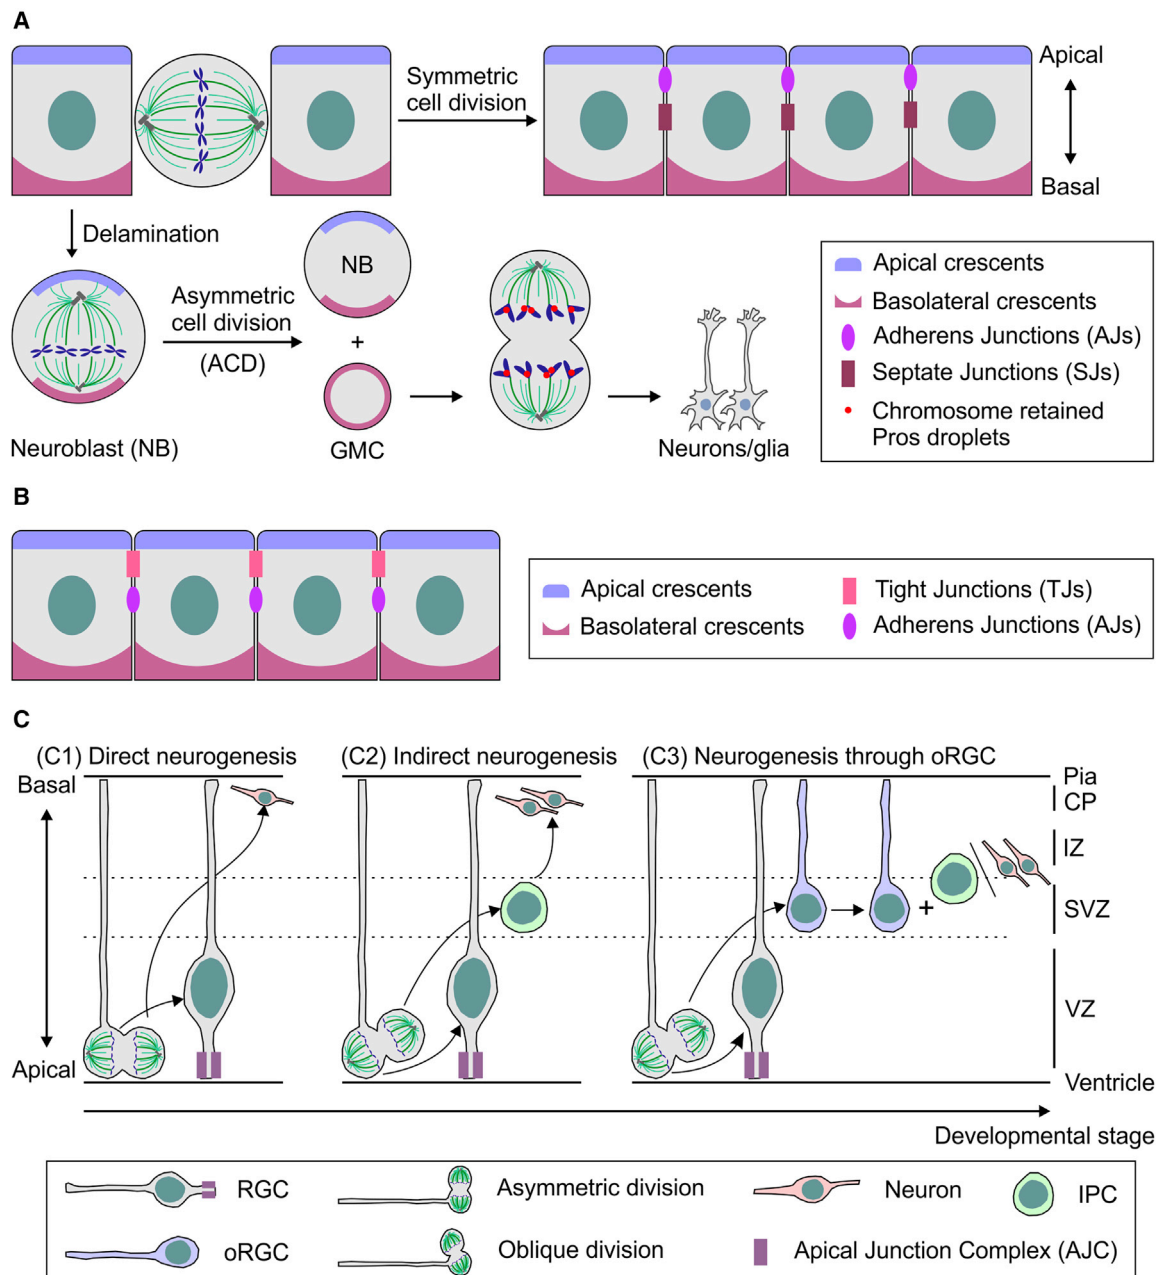 A
Symmetric
cell division
Apical
Basal
Delamination
Asymmetric
cell division
(ACD)
NB
+
GMC
Neuroblast (NB)
Neurons/glia
Apical crescents
Basolateral crescents
Adherens Junctions (AJs)
Septate Junctions (SJs)
Chromosome retained
Pros droplets
B
Apical crescents
Basolateral crescents
Tight Junctions (TJs)
Adherens Junctions (AJs)
C
(C1) Direct neurogenesis
(C2) Indirect neurogenesis
(C3) Neurogenesis through oRGC
Basal
Apical
Pia
CP
IZ
SVZ
VZ
Ventricle
+
Developmental stage
RGC
Asymmetric division
Neuron
IPC
oRGC
Oblique division
Apical Junction Complex (AJC)